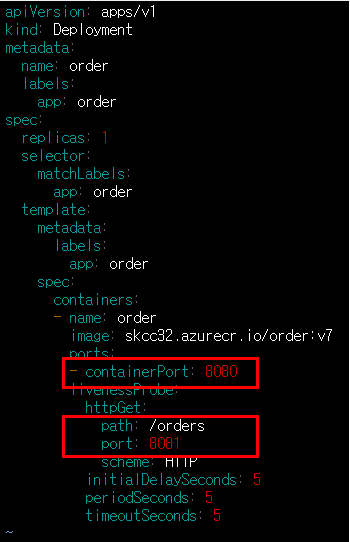 apiVersion: apps/v1
kind: Deployment
metadata:
  name: order
  labels:
    app: order
spec:
  replicas: 1
  selector:
    matchLabels:
      app: order
  template:
    metadata:
      labels:
        app: order
    spec:
      containers:
      - name: order
        image: skcc32.azurecr.io/order:v7
        ports:
        - containerPort: 8080
        livenessProbe:
          httpGet:
            path: /orders
            port: 8081
            scheme: HTTP
          initialDelaySeconds: 5
          periodSeconds: 5
          timeoutSeconds: 5
~